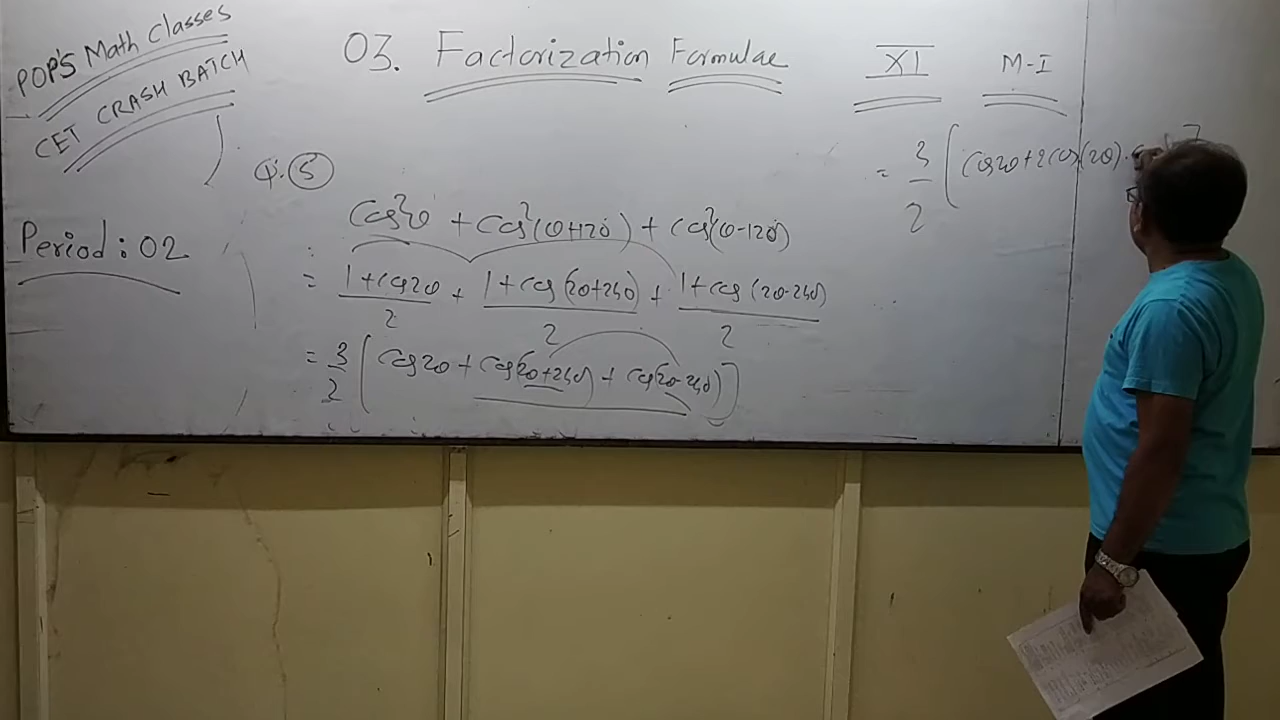 POP'S Math Classes
CET CRASH BATCH
03. Factorization Formulae
XI M-I
Period: 02
Q. 5
Cos²θ + Cos²(θ+120) + Cos²(θ-120)
= 1+Cos2θ/2 + 1+Cos(2θ+240)/2 + 1+Cos(2θ-240)/2
= 3/2 [Cos2θ + Cos(2θ+240) + Cos(2θ-240)]
= 3/2 [Cos2θ+2Cos(2θ).